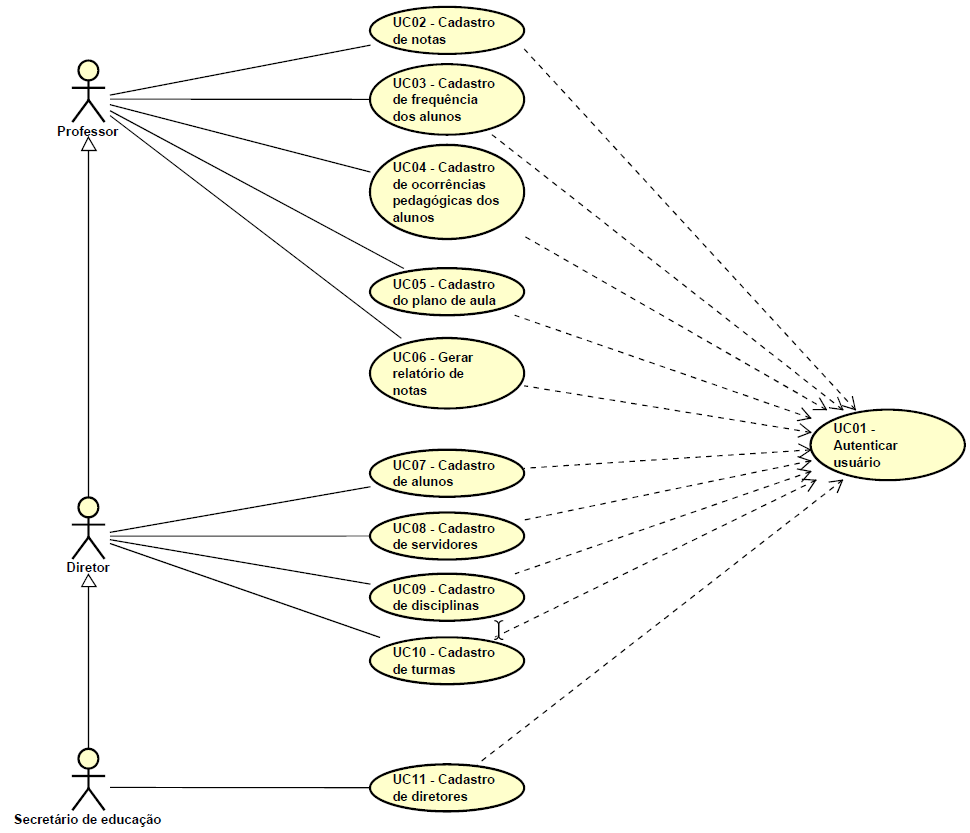 UC02 - Cadastro
de notas
UC03 - Cadastro
de frequência
dos alunos
Professor
UC04 - Cadastro
de ocorrências
pedagógicas dos
alunos
UC05 - Cadastro
do plano de aula
UC06 - Gerar
relatório de
notas
UC01 -
Autenticar
usuário
UC07 - Cadastro
de alunos
UC08 - Cadastro
de servidores
Diretor
UC09 - Cadastro
de disciplinas
UC10 - Cadastro
de turmas
UC11 - Cadastro
de diretores
Secretário de educação